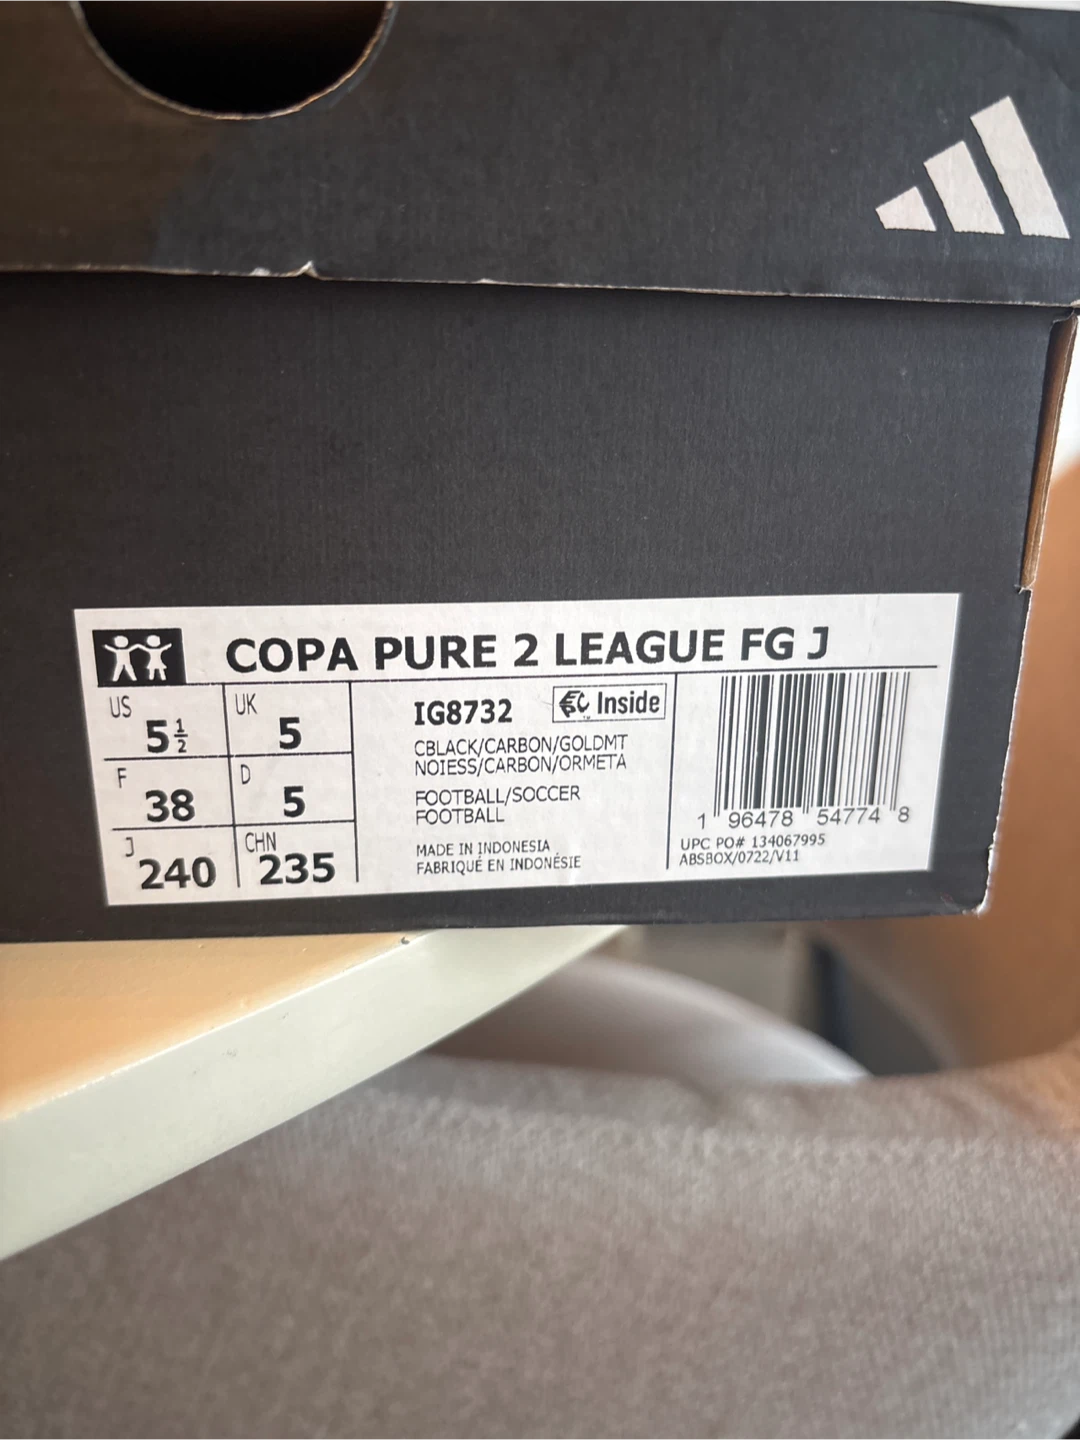 COPA PURE 2 LEAGUE FG J
US 5½
UK 5
F 38
D 5
J 240
CHN 235
IG8732
Inside
CBLACK/CARBON/GOLDMT
NOIESS/CARBON/ORMETA
FOOTBALL/SOCCER
FOOTBALL
MADE IN INDONESIA
FABRIQUÉ EN INDONÉSIE
1 96478 54774 8
UPC PO# 134067995
ABSBOX/0722/V11